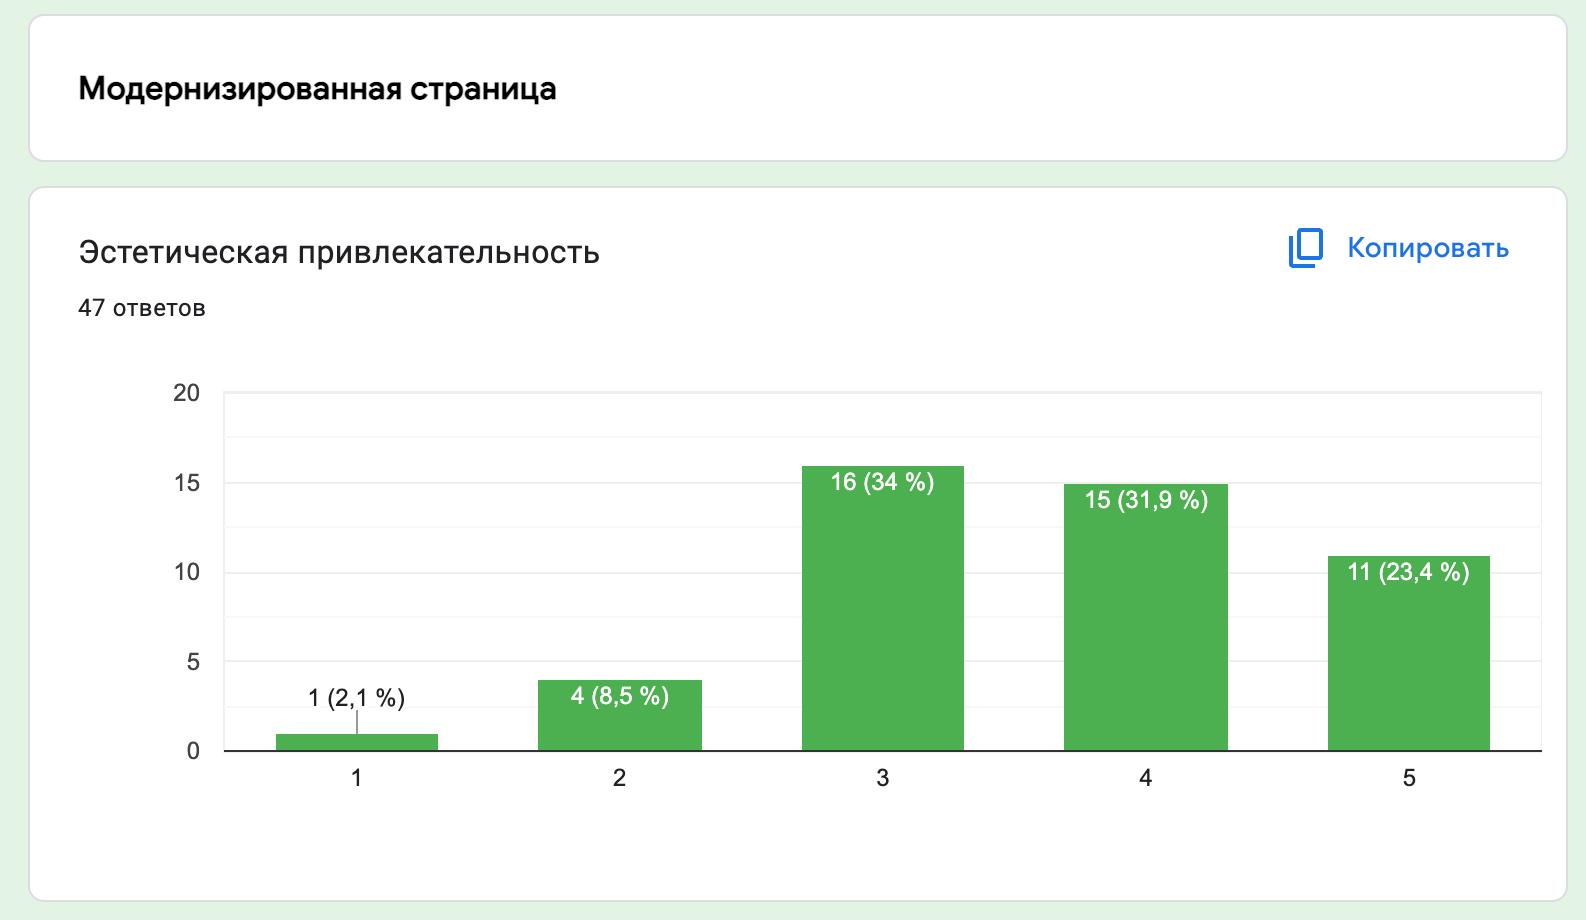 Модернизированная страница
Эстетическая привлекательность
Копировать
47 ответов
20
15
10
5
0
1 (2,1 %)
4 (8,5 %)
16 (34 %)
15 (31,9 %)
11 (23,4 %)
1
2
3
4
5